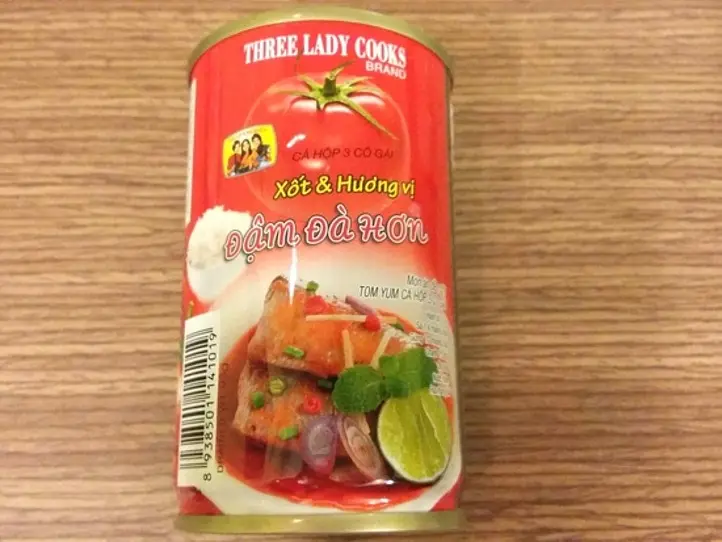 THREE LADY COOKS
BRAND
CÁ HỘP 3 CÔ GÁI
Xốt & Hương vị
Đậm Đà Hơn
TOM YUM CÁ HỘP
8 938501 141019